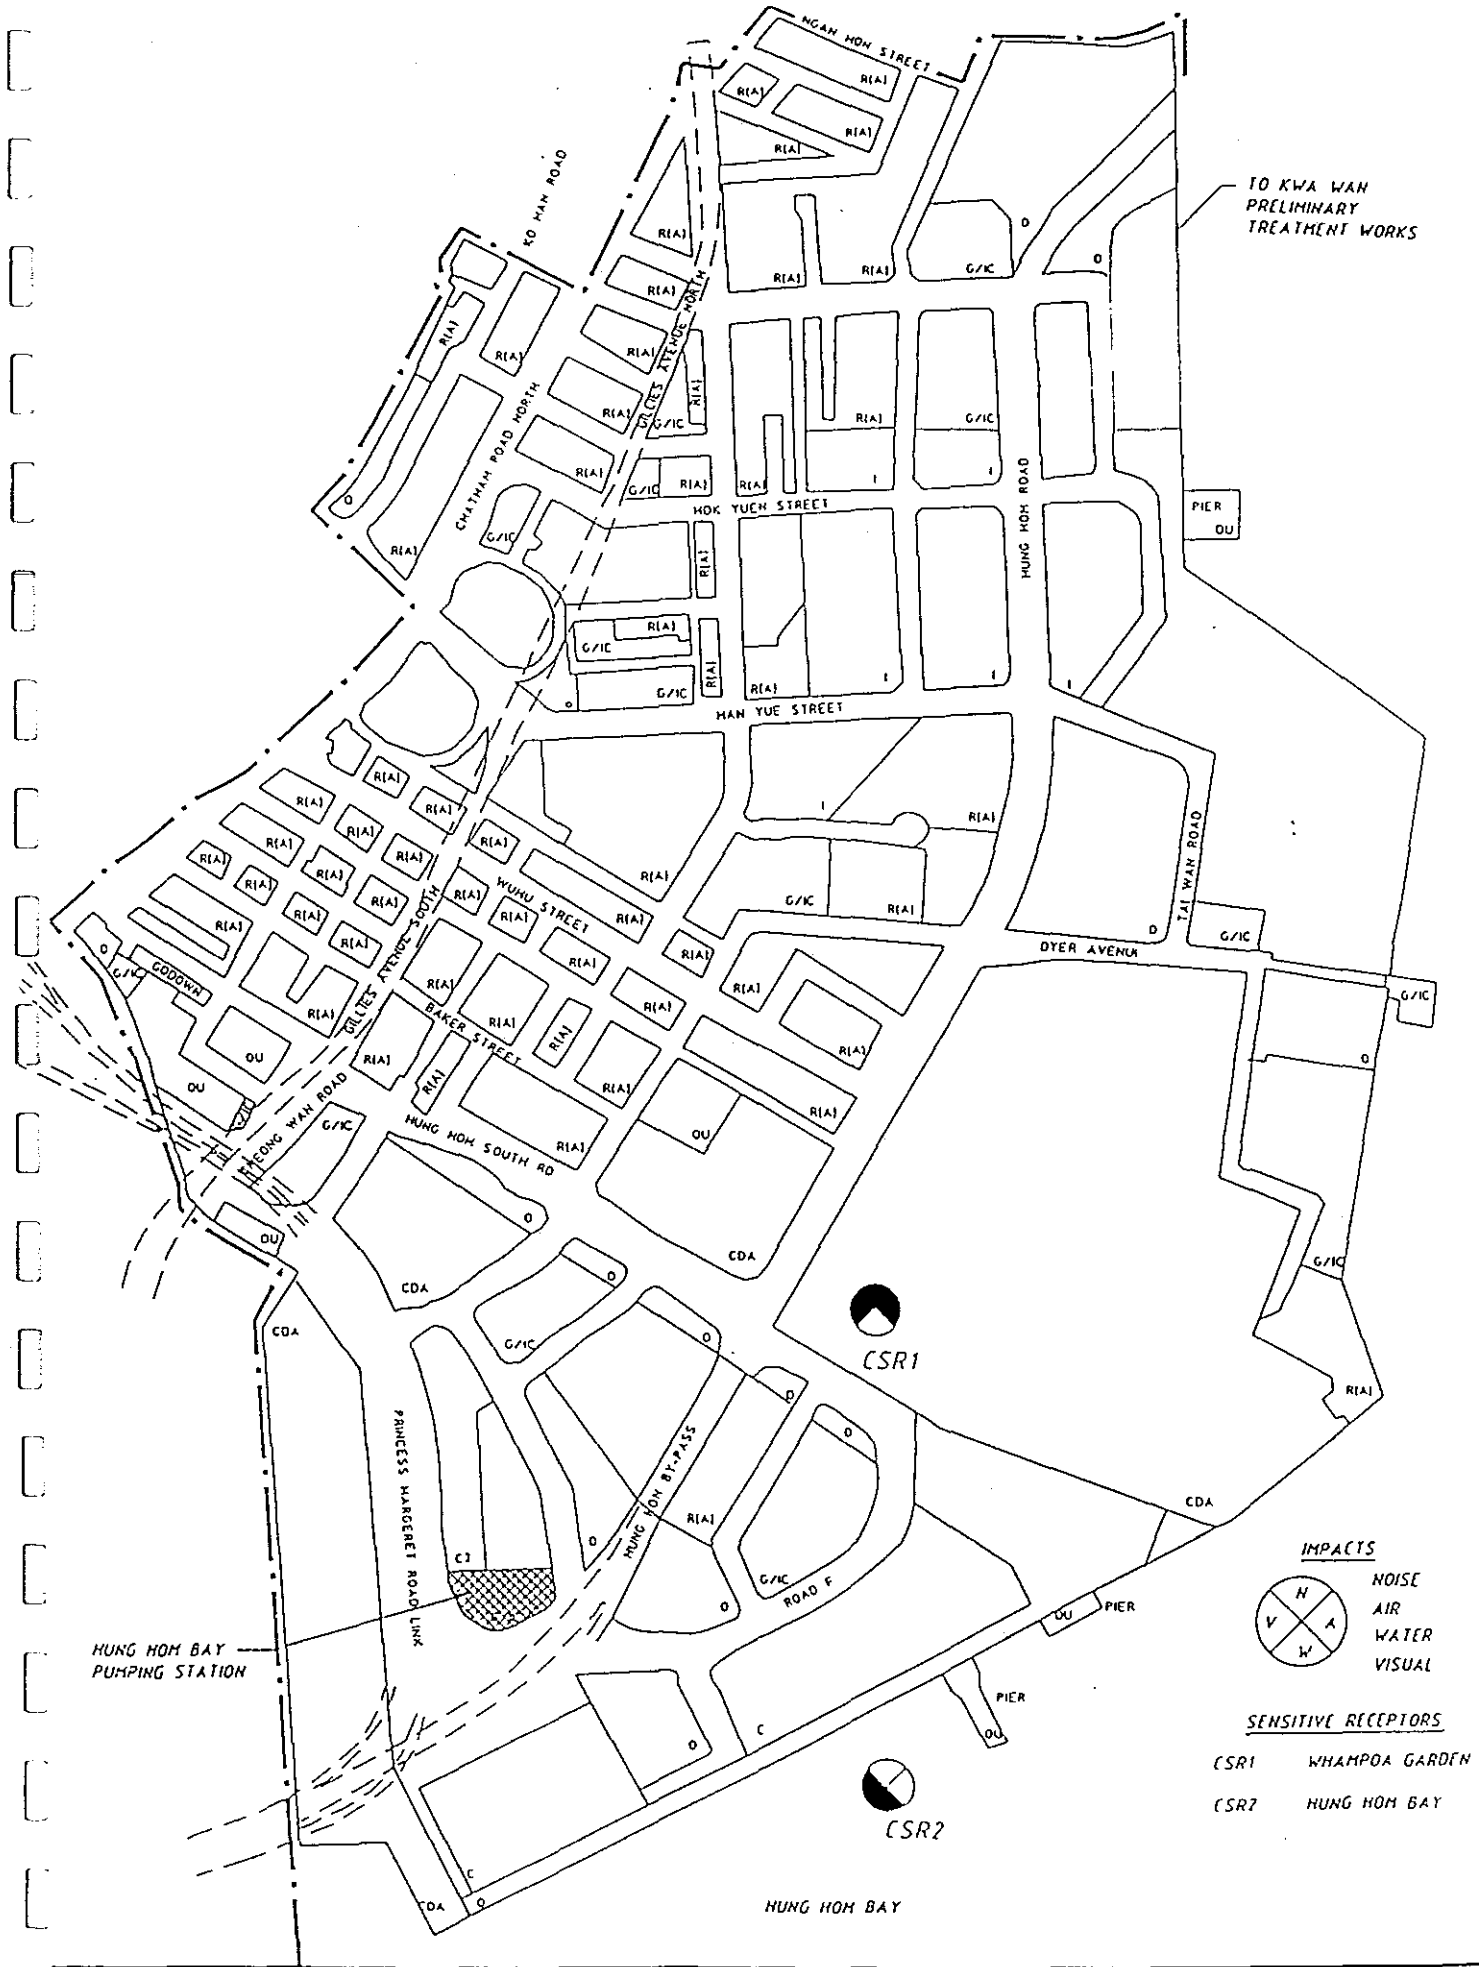 NGAN HON STREET
R(A)
R(A)
R(A)
R(A)
KO HAN ROAD
TO KWA WAN
PRELIMINARY
TREATMENT WORKS
R(A)
O
G/IC
O
R(A)
R(A)
R(A)
GILLIES AVENUE NORTH
R(A)
R(A)
R(A)
R(A)
R(A)
G/IC
R(A)
G/IC
CHATHAM ROAD NORTH
R(A)
G/IC
R(A)
R(A)
I
HUNG HOM ROAD
O
HOK YUEN STREET
PIER
OU
G/IC
R(A)
R(A)
R(A)
G/IC
R(A)
O
G/IC
R(A)
R(A)
I
I
I
HAN YUE STREET
R(A)
R(A)
R(A)
R(A)
I
R(A)
TAI WAN ROAD
R(A)
R(A)
R(A)
R(A)
R(A)
R(A)
R(A)
R(A)
R(A)
WUHU STREET
R(A)
R(A)
R(A)
G/IC
R(A)
O
G/IC
R(A)
R(A)
R(A)
GILLIES AVENUE SOUTH
O
G/IC
GODOWN
R(A)
R(A)
R(A)
R(A)
DYER AVENUE
G/IC
R(A)
R(A)
BAKER STREET
R(A)
R(A)
R(A)
OU
OU
R(A)
R(A)
R(A)
R(A)
O
G/IC
CHEONG WAN ROAD
G/IC
HUNG HOM SOUTH RD
R(A)
OU
R(A)
OU
O
CDA
CDA
G/IC
CDA
O
G/IC
O
CSR1
R(A)
PRINCESS MARGERET ROAD LINK
O
O
HUNG HOM BY-PASS
R(A)
CDA
O
G/IC
O
ROAD F
OU
PIER
HUNG HOM BAY
PUMPING STATION
PIER
OU
O
C
CSR2
C
CDA
O
HUNG HOM BAY
IMPACTS
N
V
A
W
NOISE
AIR
WATER
VISUAL
SENSITIVE RECEPTORS
CSR1 WHAMPOA GARDEN
CSR2 HUNG HOM BAY